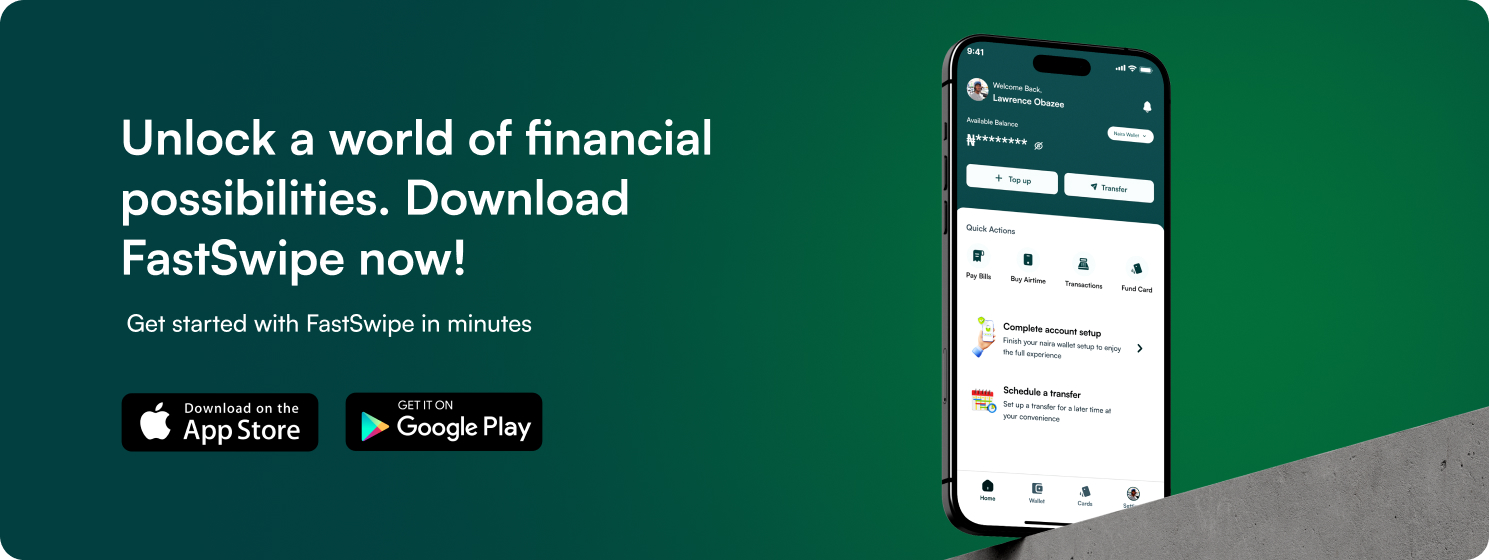 Unlock a world of financial
possibilities. Download
FastSwipe now!
Get started with FastSwipe in minutes
Download on the
App Store
GET IT ON
Google Play
9:41
Welcome Back,
Lawrence Obazee
Available Balance
Naira Wallet
₦********
Top up
Transfer
Quick Actions
Pay Bills
Buy Airtime
Transactions
Fund Card
Complete account setup
Finish your naira wallet setup to enjoy
the full experience
Schedule a transfer
Set up a transfer for a later time at
your convenience
Home
Wallet
Cards